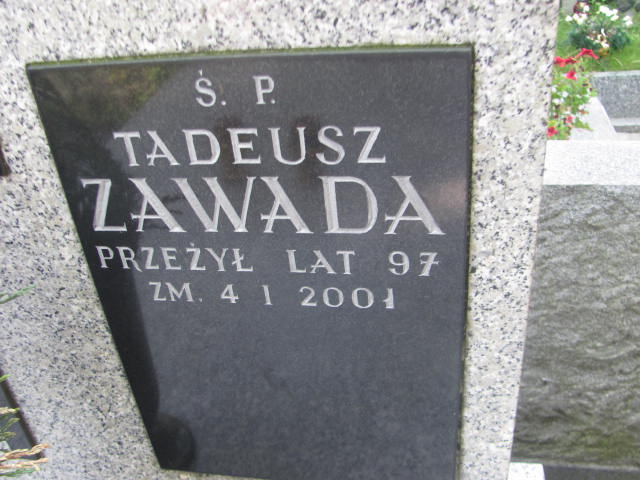 Ś. P.
TADEUSZ
ZAWADA
PRZEŻYŁ LAT 97
ZM. 4 I 2001